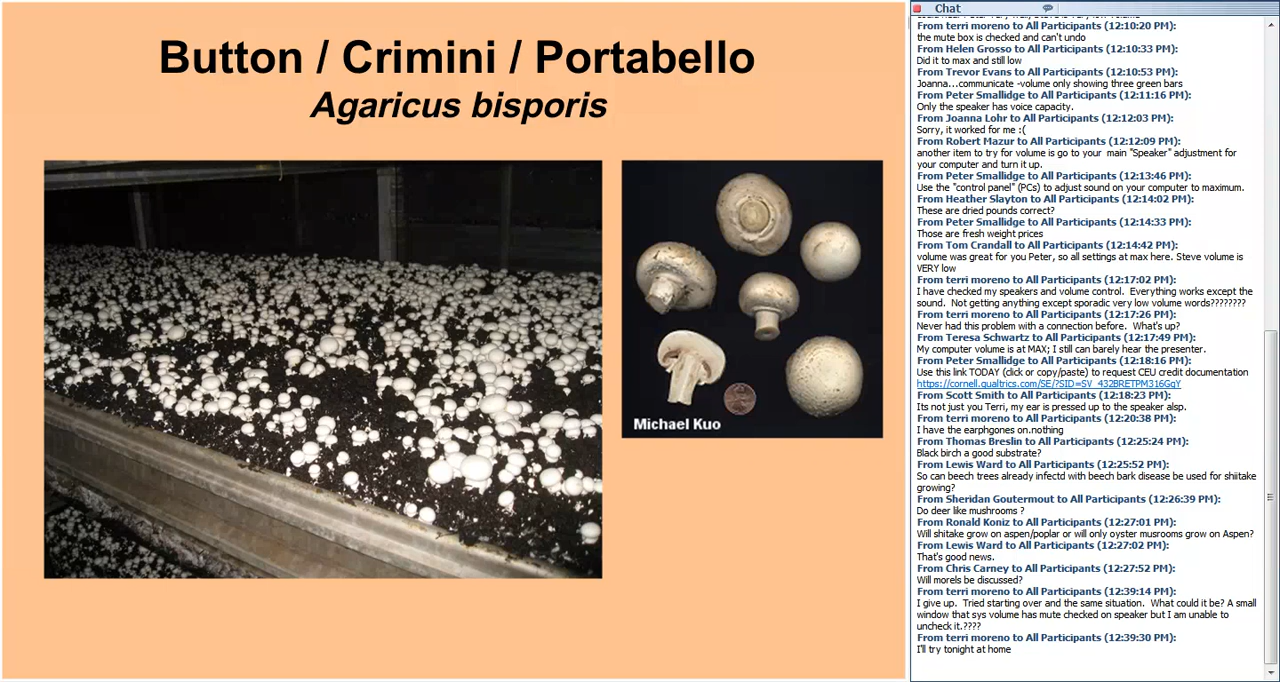 Button / Crimini / Portabello
Agaricus bisporis
Michael Kuo
Chat
From terri moreno to All Participants (12:10:20 PM):
the mute box is checked and can't undo
From Helen Grosso to All Participants (12:10:33 PM):
Did it to max and still low
From Trevor Evans to All Participants (12:10:53 PM):
Joanna...communicate -volume only showing three green bars
From Peter Smallidge to All Participants (12:11:16 PM):
Only the speaker has voice capacity.
From Joanna Lohr to All Participants (12:12:03 PM):
Sorry, it worked for me :(
From Robert Mazur to All Participants (12:12:09 PM):
another item to try for volume is go to your main "Speaker" adjustment for
your computer and turn it up.
From Peter Smallidge to All Participants (12:13:46 PM):
Use the "control panel" (PCs) to adjust sound on your computer to maximum.
From Heather Slayton to All Participants (12:14:02 PM):
These are dried pounds correct?
From Peter Smallidge to All Participants (12:14:33 PM):
Those are fresh weight prices
From Tom Crandall to All Participants (12:14:42 PM):
volume was great for you Peter, so all settings at max here. Steve volume is
VERY low
From terri moreno to All Participants (12:17:02 PM):
I have checked my speakers and volume control. Everything works except the
sound. Not getting anything except sporadic very low volume words????????
From terri moreno to All Participants (12:17:26 PM):
Never had this problem with a connection before. What's up?
From Teresa Schwartz to All Participants (12:17:49 PM):
My computer volume is at MAX; I still can barely hear the presenter.
From Peter Smallidge to All Participants (12:18:16 PM):
Use this link TODAY (click or copy/paste) to request CEU credit documentation
https://cornell.qualtrics.com/SE/?SID=SV_432BRETPM316GqY
From Scott Smith to All Participants (12:18:23 PM):
Its not just you Terri, my ear is pressed up to the speaker alsp.
From terri moreno to All Participants (12:20:38 PM):
I have the earphgones on.nothing
From Thomas Breslin to All Participants (12:25:24 PM):
Black birch a good substrate?
From Lewis Ward to All Participants (12:25:52 PM):
So can beech trees already infectd with beech bark disease be used for shiitake
growing?
From Sheridan Goutermout to All Participants (12:26:39 PM):
Do deer like mushrooms ?
From Ronald Koniz to All Participants (12:27:01 PM):
Will shitake grow on aspen/poplar or will only oyster musrooms grow on Aspen?
From Lewis Ward to All Participants (12:27:02 PM):
That's good news.
From Chris Carney to All Participants (12:27:52 PM):
Will morels be discussed?
From terri moreno to All Participants (12:39:14 PM):
I give up. Tried starting over and the same situation. What could it be? A small
window that sys volume has mute checked on speaker but I am unable to
uncheck it.????
From terri moreno to All Participants (12:39:30 PM):
I'll try tonight at home